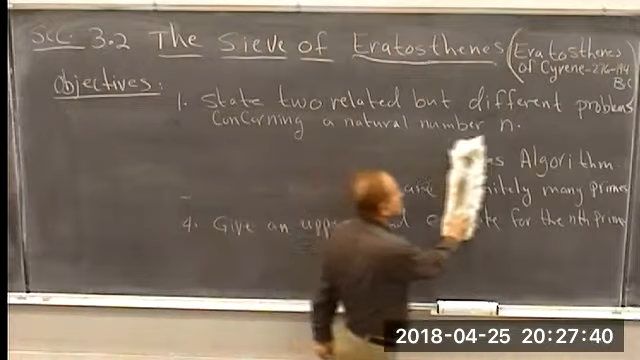 Sec. 3.2 The Sieve of Eratosthenes (Eratosthenes
of Cyrene -276-194
BC
Objectives:
1. State two related but different problems
Concerning a natural number n.
Algorithm
are many primes
4. Give an for the nth prime
2018-04-25 20:27:40